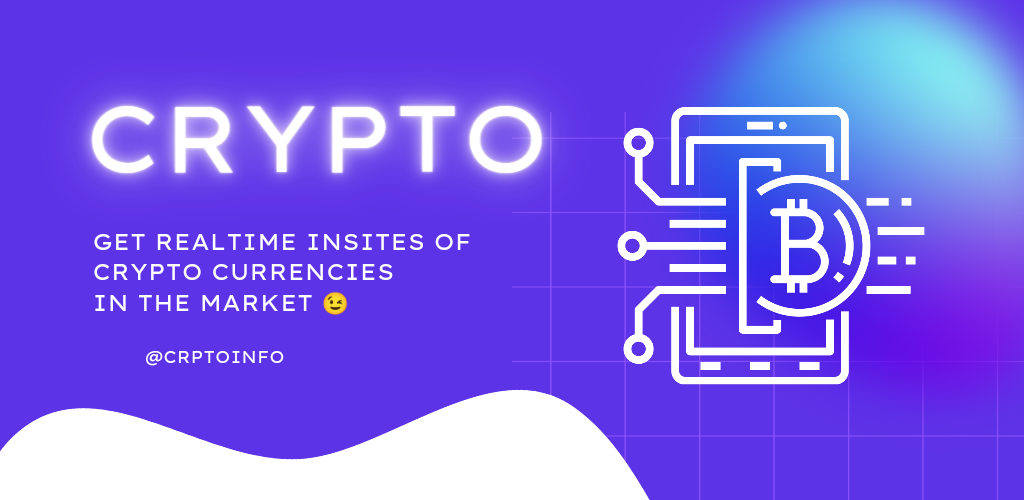 CRYPTO
GET REALTIME INSITES OF
CRYPTO CURRENCIES
IN THE MARKET 😉
@CRPTOINFO